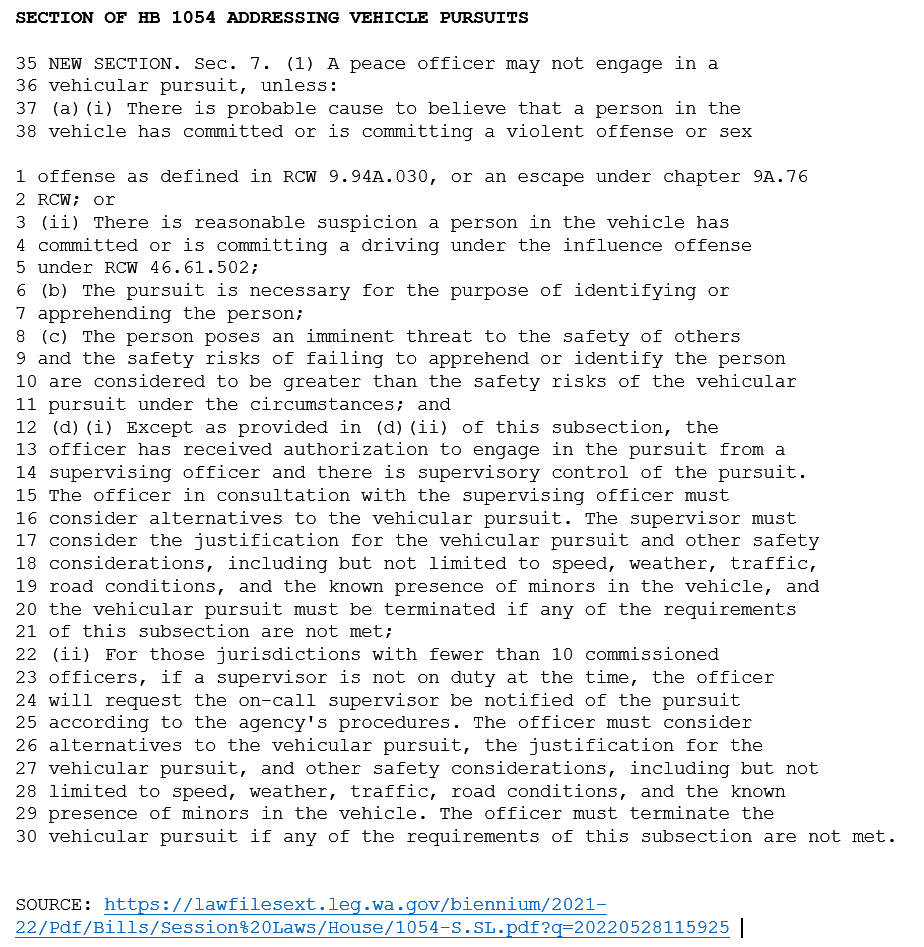 SECTION OF HB 1054 ADDRESSING VEHICLE PURSUITS
35 NEW SECTION. Sec. 7. (1) A peace officer may not engage in a
36 vehicular pursuit, unless:
37 (a)(i) There is probable cause to believe that a person in the
38 vehicle has committed or is committing a violent offense or sex
1 offense as defined in RCW 9.94A.030, or an escape under chapter 9A.76
2 RCW; or
3 (ii) There is reasonable suspicion a person in the vehicle has
4 committed or is committing a driving under the influence offense
5 under RCW 46.61.502;
6 (b) The pursuit is necessary for the purpose of identifying or
7 apprehending the person;
8 (c) The person poses an imminent threat to the safety of others
9 and the safety risks of failing to apprehend or identify the person
10 are considered to be greater than the safety risks of the vehicular
11 pursuit under the circumstances; and
12 (d)(i) Except as provided in (d)(ii) of this subsection, the
13 officer has received authorization to engage in the pursuit from a
14 supervising officer and there is supervisory control of the pursuit.
15 The officer in consultation with the supervising officer must
16 consider alternatives to the vehicular pursuit. The supervisor must
17 consider the justification for the vehicular pursuit and other safety
18 considerations, including but not limited to speed, weather, traffic,
19 road conditions, and the known presence of minors in the vehicle, and
20 the vehicular pursuit must be terminated if any of the requirements
21 of this subsection are not met;
22 (ii) For those jurisdictions with fewer than 10 commissioned
23 officers, if a supervisor is not on duty at the time, the officer
24 will request the on-call supervisor be notified of the pursuit
25 according to the agency's procedures. The officer must consider
26 alternatives to the vehicular pursuit, the justification for the
27 vehicular pursuit, and other safety considerations, including but not
28 limited to speed, weather, traffic, road conditions, and the known
29 presence of minors in the vehicle. The officer must terminate the
30 vehicular pursuit if any of the requirements of this subsection are not met.
SOURCE: https://lawfilesext.leg.wa.gov/biennium/2021-
22/Pdf/Bills/Session%20Laws/House/1054-S.SL.pdf?q=20220528115925